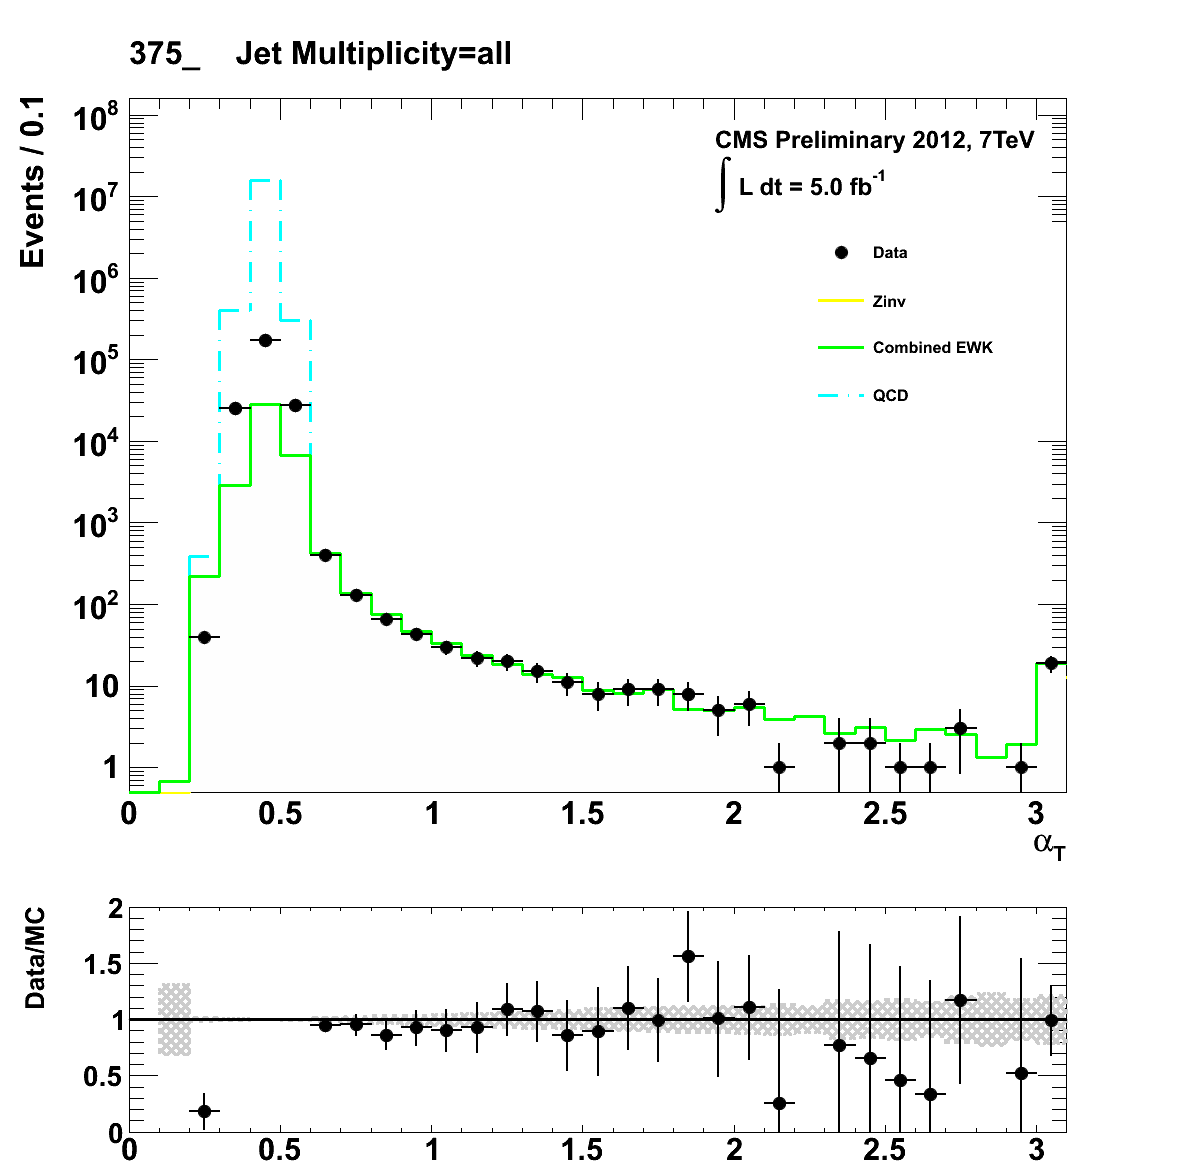 375_ Jet Multiplicity=all
Events / 0.1
10^8
10^7
10^6
10^5
10^4
10^3
10^2
10
1
CMS Preliminary 2012, 7TeV
∫ L dt = 5.0 fb^-1
Data
Zinv
Combined EWK
QCD
0 0.5 1 1.5 2 2.5 3
α_T
Data/MC
2
1.5
1
0.5
0
0 0.5 1 1.5 2 2.5 3